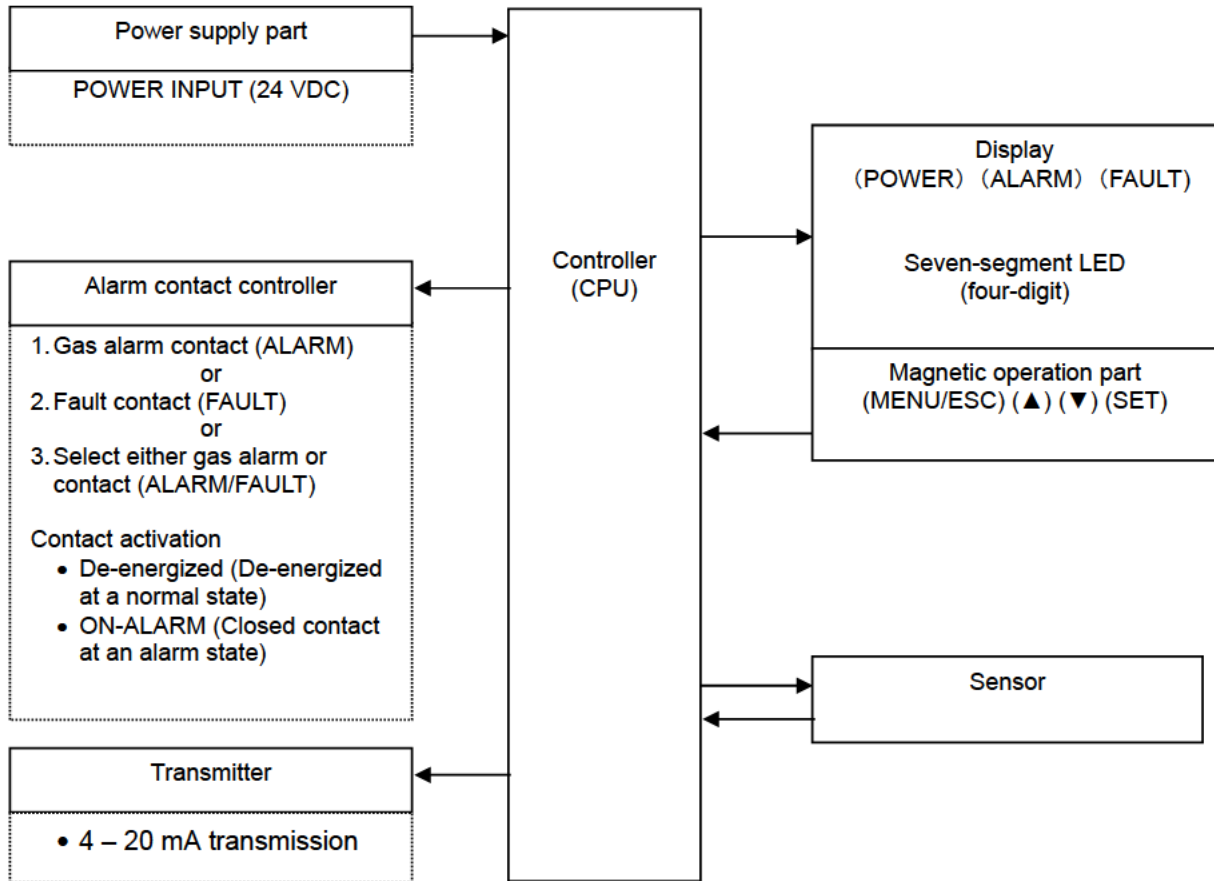 Power supply part
POWER INPUT (24 VDC)
Alarm contact controller
1. Gas alarm contact (ALARM)
or
2. Fault contact (FAULT)
or
3. Select either gas alarm or
contact (ALARM/FAULT)
Contact activation
• De-energized (De-energized
at a normal state)
• ON-ALARM (Closed contact
at an alarm state)
Transmitter
• 4 – 20 mA transmission
Controller
(CPU)
Display
（POWER）（ALARM）（FAULT）
Seven-segment LED
(four-digit)
Magnetic operation part
(MENU/ESC) (▲) (▼) (SET)
Sensor